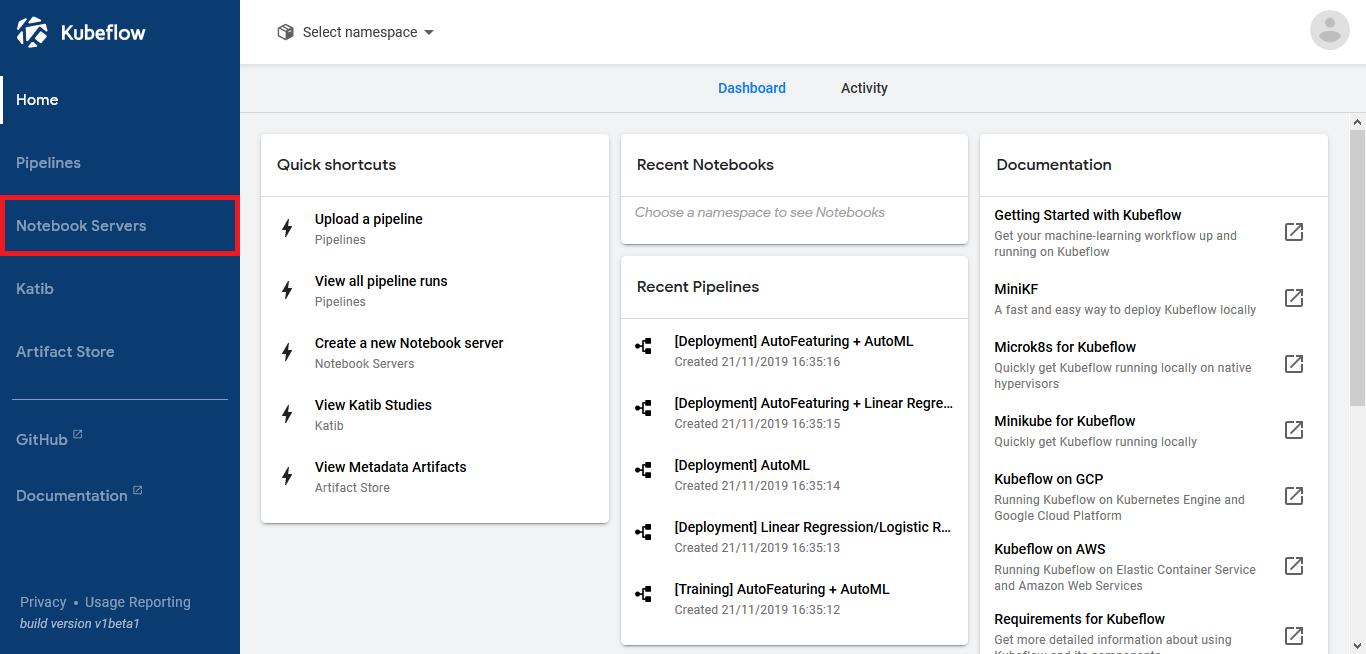 Kubeflow
Select namespace
Home
Pipelines
Notebook Servers
Katib
Artifact Store
GitHub
Documentation
Privacy • Usage Reporting
build version v1beta1
Dashboard
Activity
Quick shortcuts
Upload a pipeline
Pipelines
View all pipeline runs
Pipelines
Create a new Notebook server
Notebook Servers
View Katib Studies
Katib
View Metadata Artifacts
Artifact Store
Recent Notebooks
Choose a namespace to see Notebooks
Recent Pipelines
[Deployment] AutoFeaturing + AutoML
Created 21/11/2019 16:35:16
[Deployment] AutoFeaturing + Linear Regre...
Created 21/11/2019 16:35:15
[Deployment] AutoML
Created 21/11/2019 16:35:14
[Deployment] Linear Regression/Logistic R...
Created 21/11/2019 16:35:13
[Training] AutoFeaturing + AutoML
Created 21/11/2019 16:35:12
Documentation
Getting Started with Kubeflow
Get your machine-learning workflow up and
running on Kubeflow
MiniKF
A fast and easy way to deploy Kubeflow locally
Microk8s for Kubeflow
Quickly get Kubeflow running locally on native
hypervisors
Minikube for Kubeflow
Quickly get Kubeflow running locally
Kubeflow on GCP
Running Kubeflow on Kubernetes Engine and
Google Cloud Platform
Kubeflow on AWS
Running Kubeflow on Elastic Container Service
and Amazon Web Services
Requirements for Kubeflow
Get more detailed information about using
Kubeflow and its components